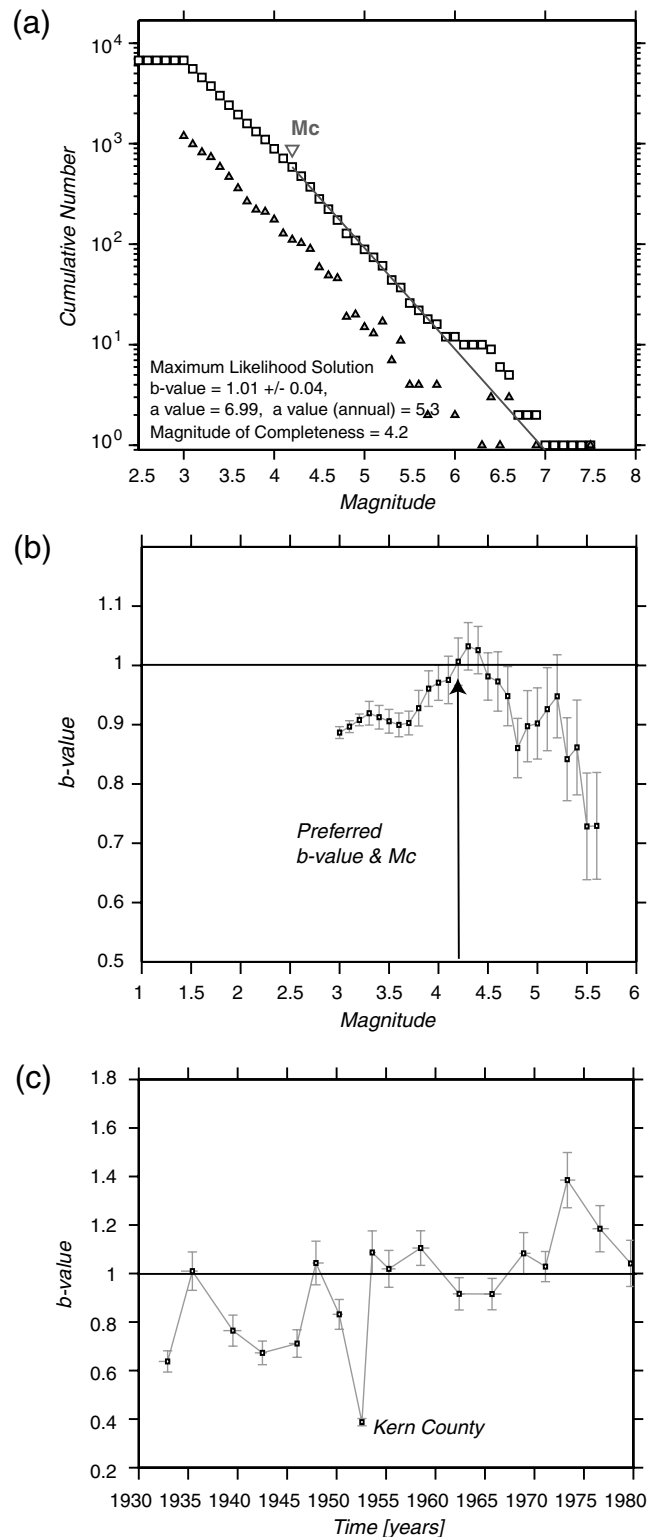 (a)
10^4
10^3
10^2
10^1
10^0
Cumulative Number
Mc
Maximum Likelihood Solution
b-value = 1.01 +/- 0.04,
a value = 6.99, a value (annual) = 5.3
Magnitude of Completeness = 4.2
2.5 3 3.5 4 4.5 5 5.5 6 6.5 7 7.5 8
Magnitude
(b)
1.1
1
0.9
0.8
0.7
0.6
0.5
b-value
Preferred
b-value & Mc
1 1.5 2 2.5 3 3.5 4 4.5 5 5.5 6
Magnitude
(c)
1.8
1.6
1.4
1.2
1
0.8
0.6
0.4
0.2
b-value
Kern County
1930 1935 1940 1945 1950 1955 1960 1965 1970 1975 1980
Time [years]